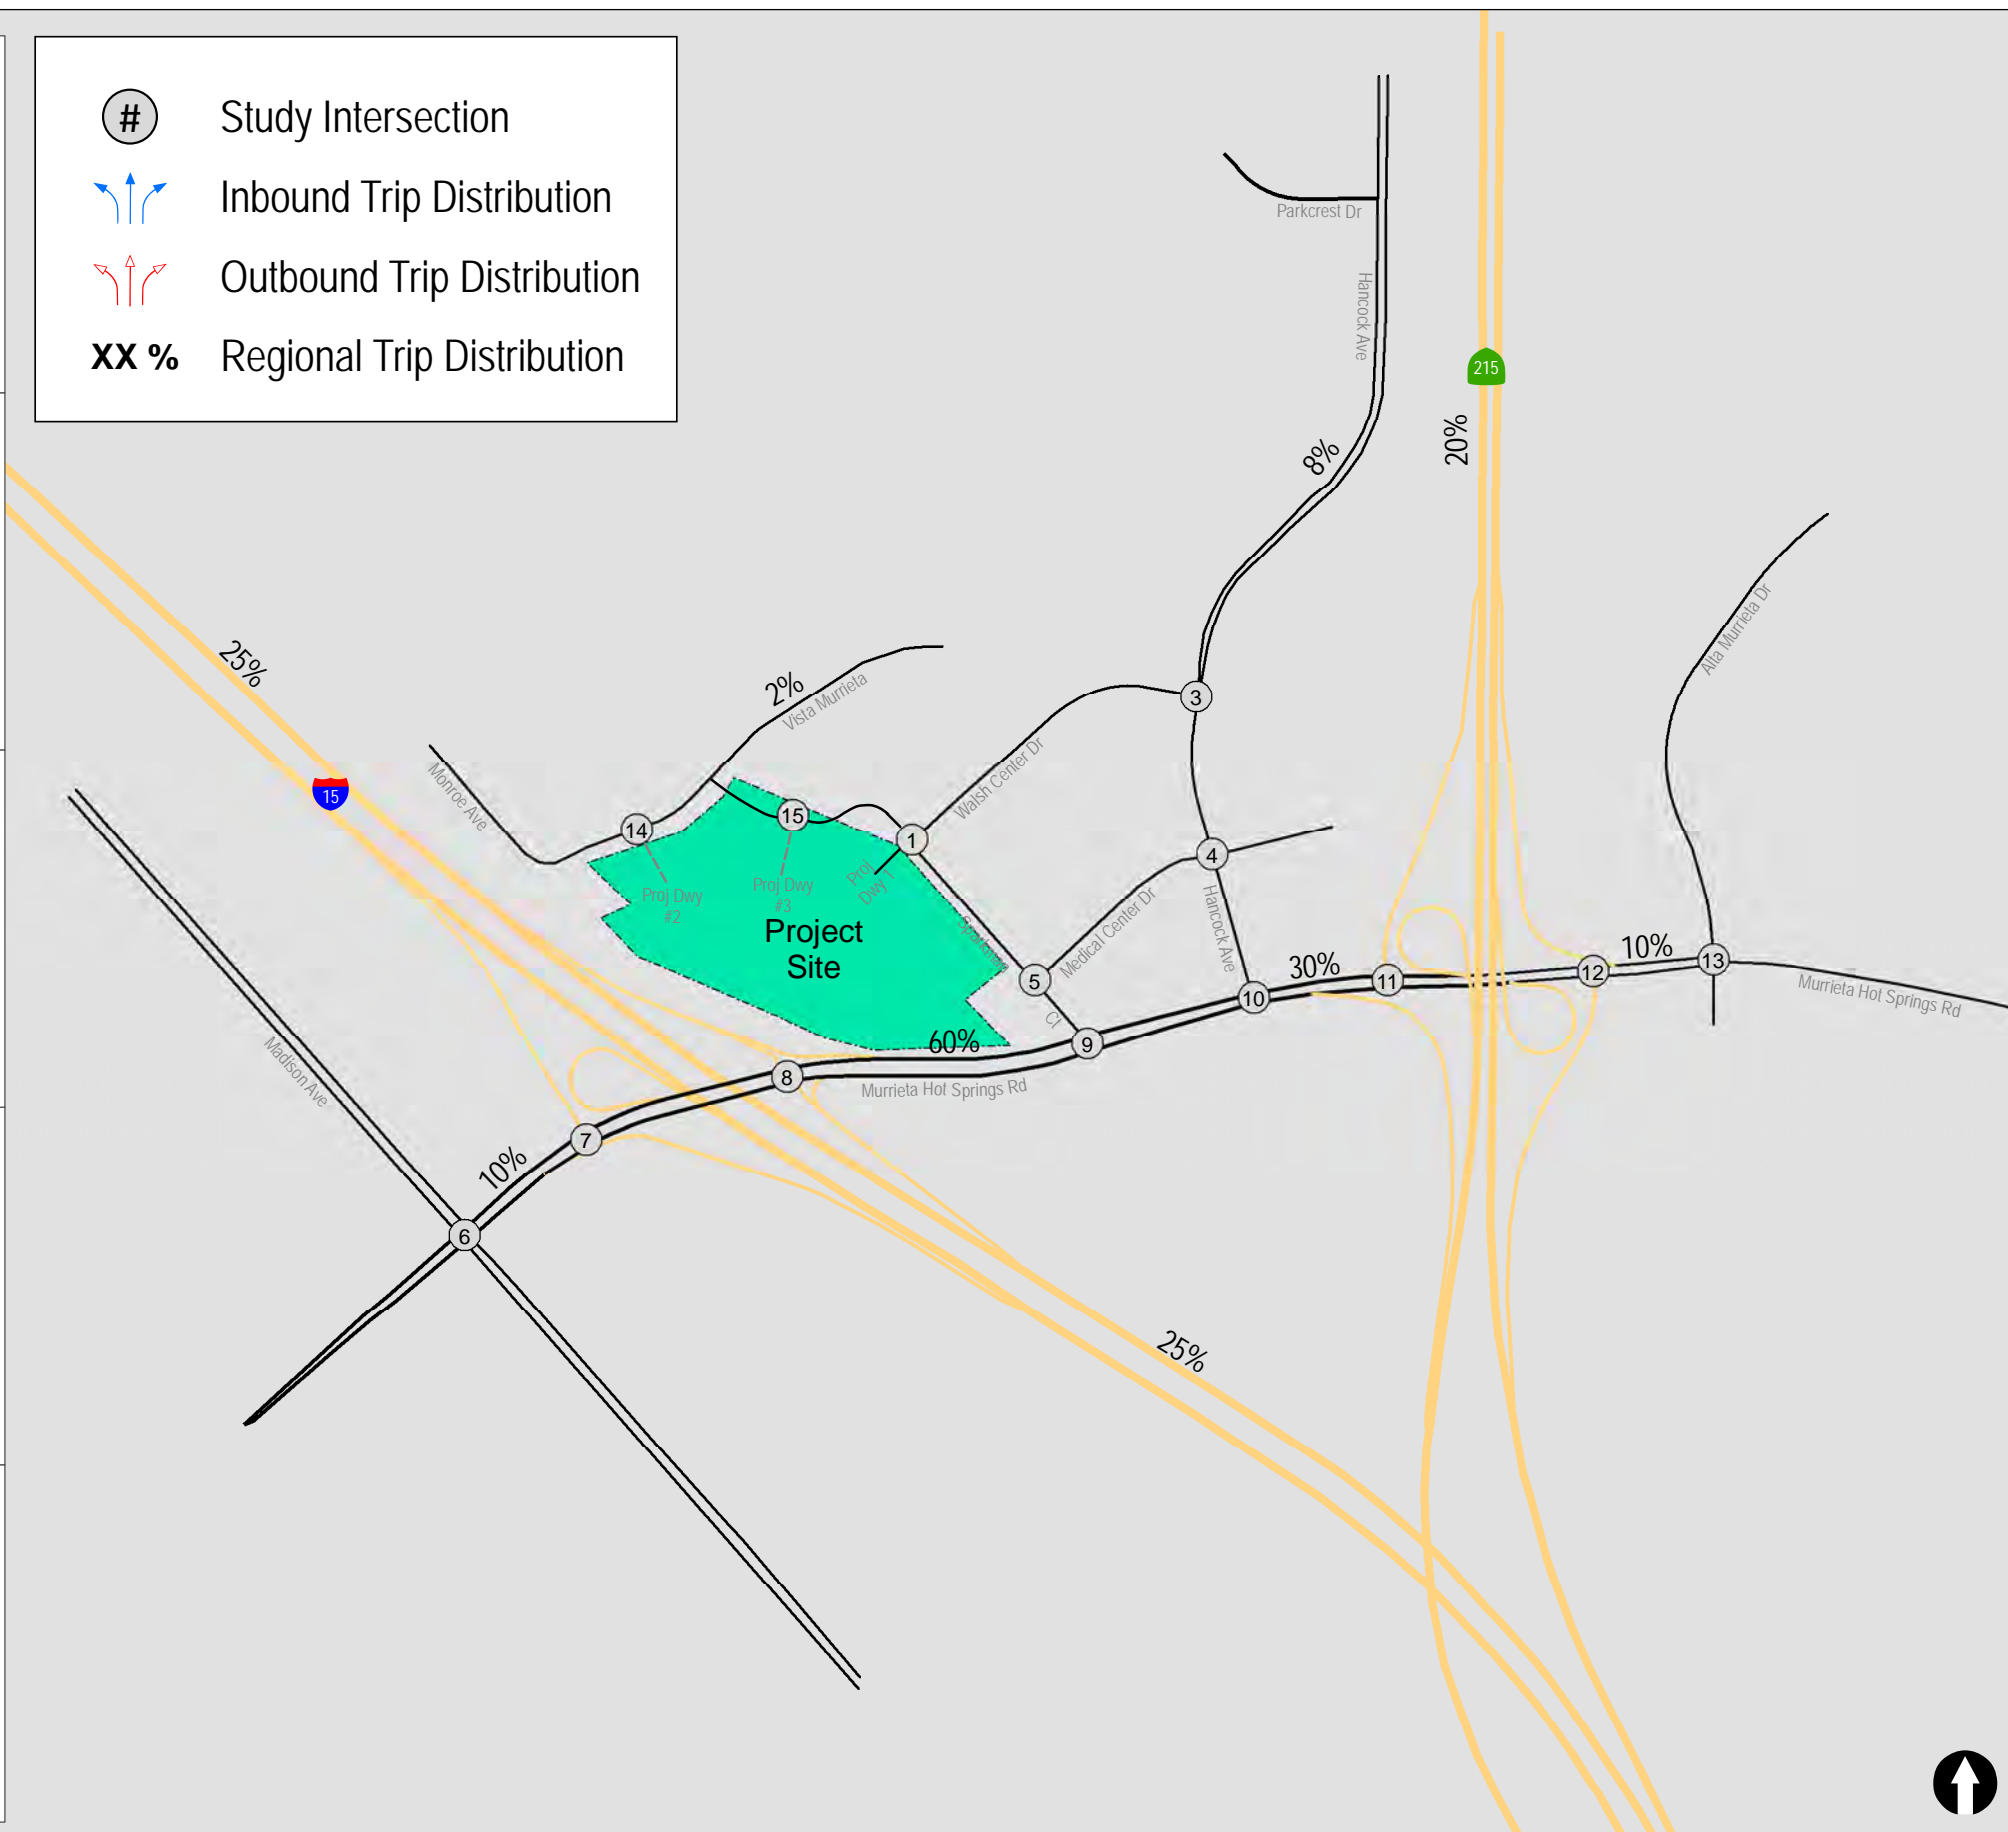 # Study Intersection
Inbound Trip Distribution
Outbound Trip Distribution
XX % Regional Trip Distribution
Parkcrest Dr
Hancock Ave
215
20%
8%
25%
2%
Vista Murrieta
Alta Murrieta Dr
3
Walsh Center Dr
Monroe Ave
15
14
15
1
4
Proj Dwy
#2
Proj Dwy
#3
Proj
Dwy 1
Project
Site
Sparkman
Medical Center Dr
Hancock Ave
5
Ct
30%
10%
10
11
12
13
Murrieta Hot Springs Rd
60%
9
8
Murrieta Hot Springs Rd
Madison Ave
7
10%
6
25%